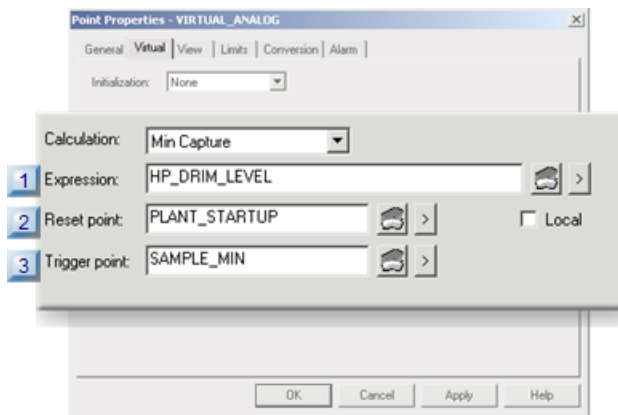 Point Properties - VIRTUAL_ANALOG
General Virtual View Limits Conversion Alarm
Initialization: None
Calculation: Min Capture
1 Expression: HP_DRIM_LEVEL >
2 Reset point: PLANT_STARTUP > Local
3 Trigger point: SAMPLE_MIN >
OK Cancel Apply Help